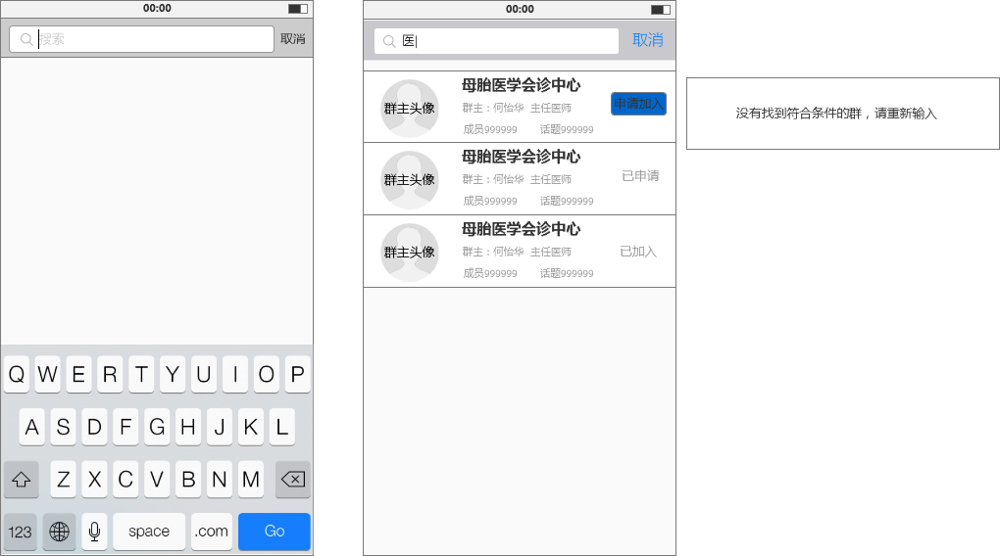 00:00
搜索 取消
Q W E R T Y U I O P
A S D F G H J K L
Z X C V B N M
123 space .com Go
00:00
医 取消
群主头像
母胎医学会诊中心
群主：何怡华 主任医师
成员999999 话题999999
申请加入
群主头像
母胎医学会诊中心
群主：何怡华 主任医师
成员999999 话题999999
已申请
群主头像
母胎医学会诊中心
群主：何怡华 主任医师
成员999999 话题999999
已加入
没有找到符合条件的群，请重新输入